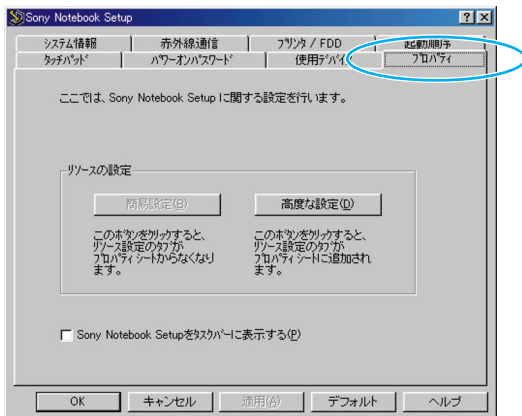 Sony Notebook Setup
システム情報 赤外線通信 プリンタ / FDD 起動順序
タッチパッド パワーオンパスワード 使用デバイス プロパティ
ここでは、Sony Notebook Setup に関する設定を行います。
リソースの設定
簡易設定(B) 高度な設定(D)
このボタンをクリックすると、
リソース設定のタブが
プロパティ シートからなくなり
ます。
このボタンをクリックすると、
リソース設定のタブが
プロパティ シートに追加され
ます。
Sony Notebook Setupをタスクバーに表示する(P)
OK キャンセル 適用(A) デフォルト ヘルプ